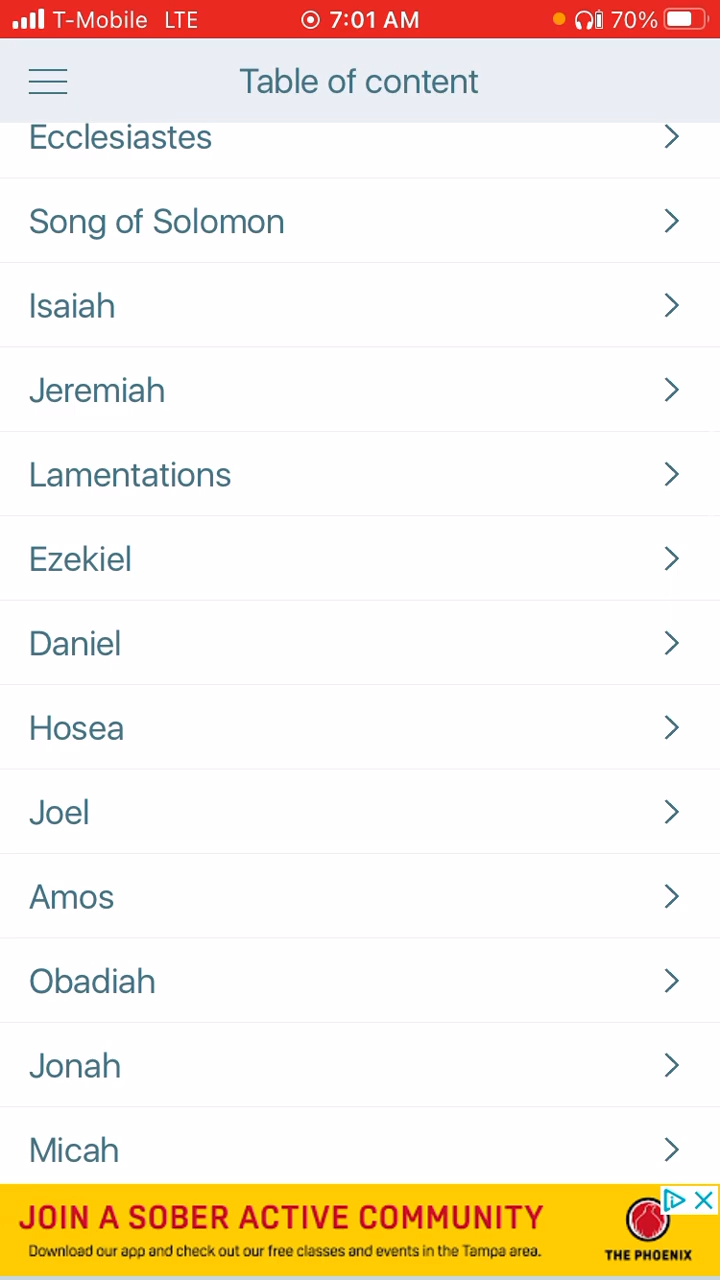 T-Mobile LTE 7:01 AM 70%
Table of content
Ecclesiastes
Song of Solomon
Isaiah
Jeremiah
Lamentations
Ezekiel
Daniel
Hosea
Joel
Amos
Obadiah
Jonah
Micah
JOIN A SOBER ACTIVE COMMUNITY
Download our app and check out our free classes and events in the Tampa area.
THE PHOENIX